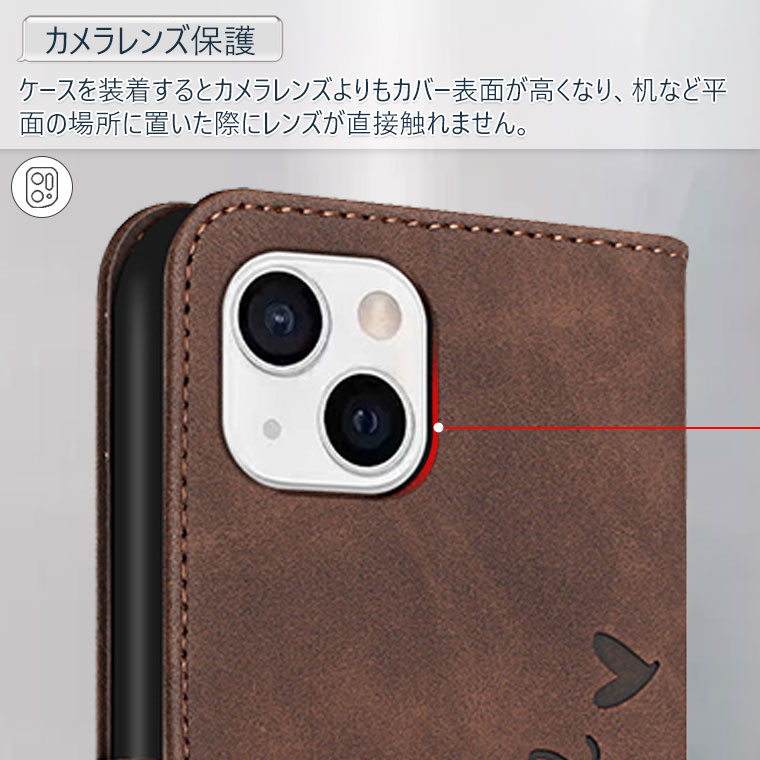 カメラレンズ保護
ケースを装着するとカメラレンズよりもカバー表面が高くなり、机など平
面の場所に置いた際にレンズが直接触れません。